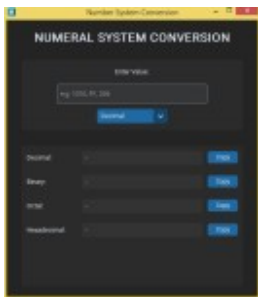 Number System Conversion
NUMERAL SYSTEM CONVERSION
Enter Value:
Decimal
Decimal:
Copy
Binary:
Copy
Octal:
Copy
Hexadecimal:
Copy